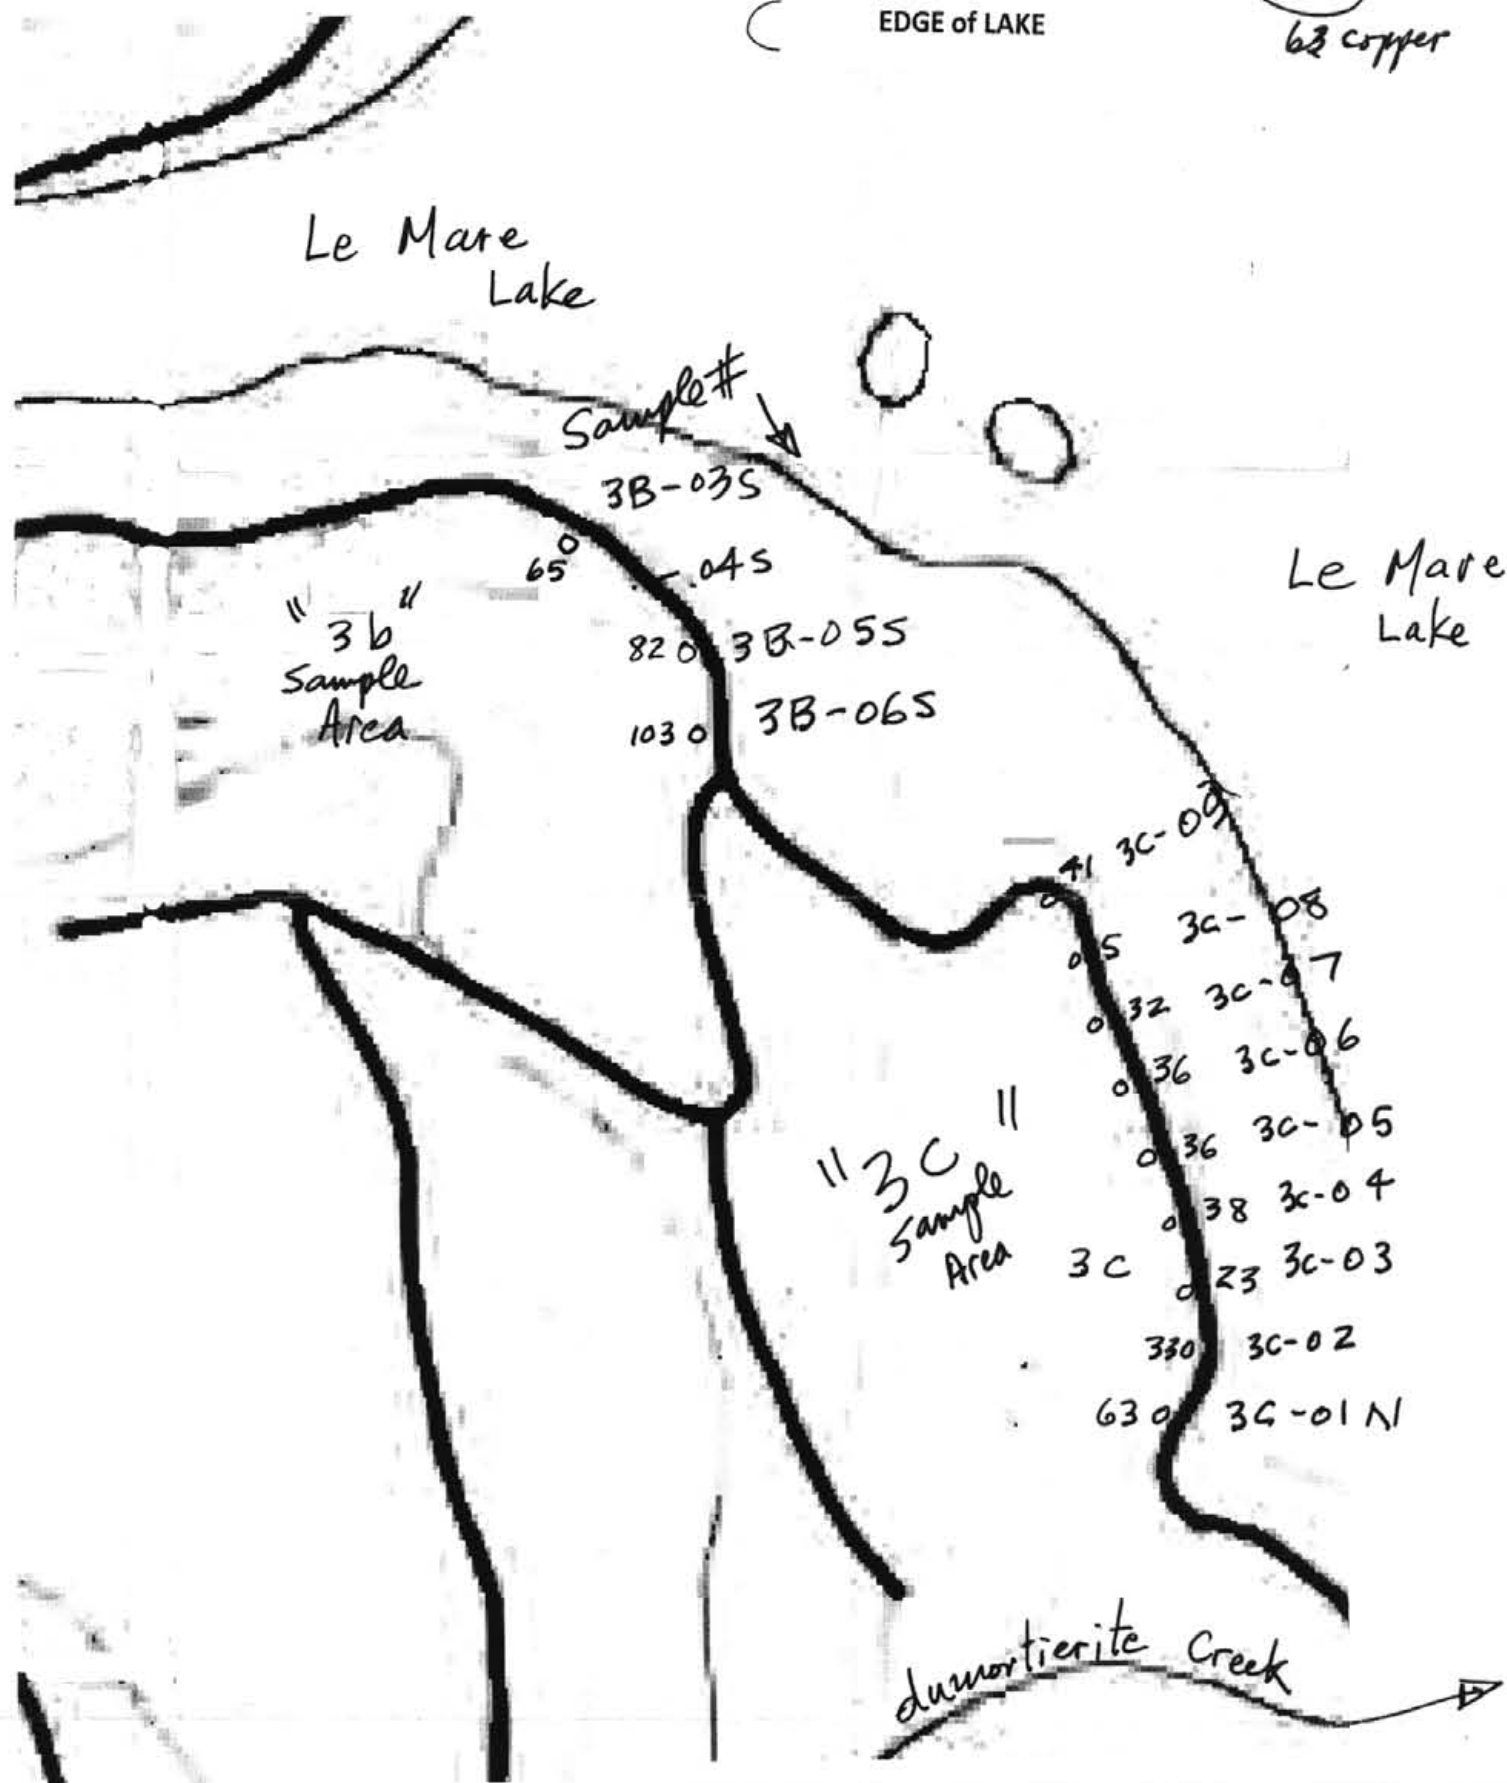 EDGE of LAKE
63 copper
Le Mare
Lake
Sample #
3B-03S
65
04S
"3b"
Sample
Area
82 3B-05S
103 3B-06S
Le Mare
Lake
41 3C-09
5 3C-08
32 3C-07
36 3C-06
36 3C-05
38 3C-04
"3C"
Sample
Area
3C
23 3C-03
33 3C-02
63 3C-01N
dumortierite Creek